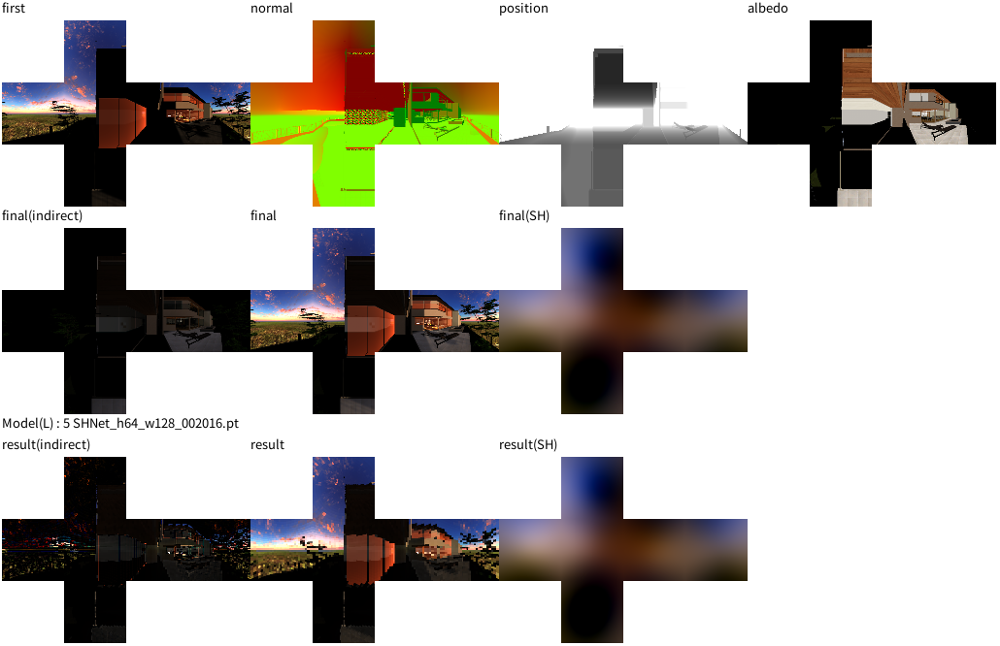 first normal position albedo
final(indirect) final final(SH)
Model(L) : 5 SHNet_h64_w128_002016.pt
result(indirect) result result(SH)